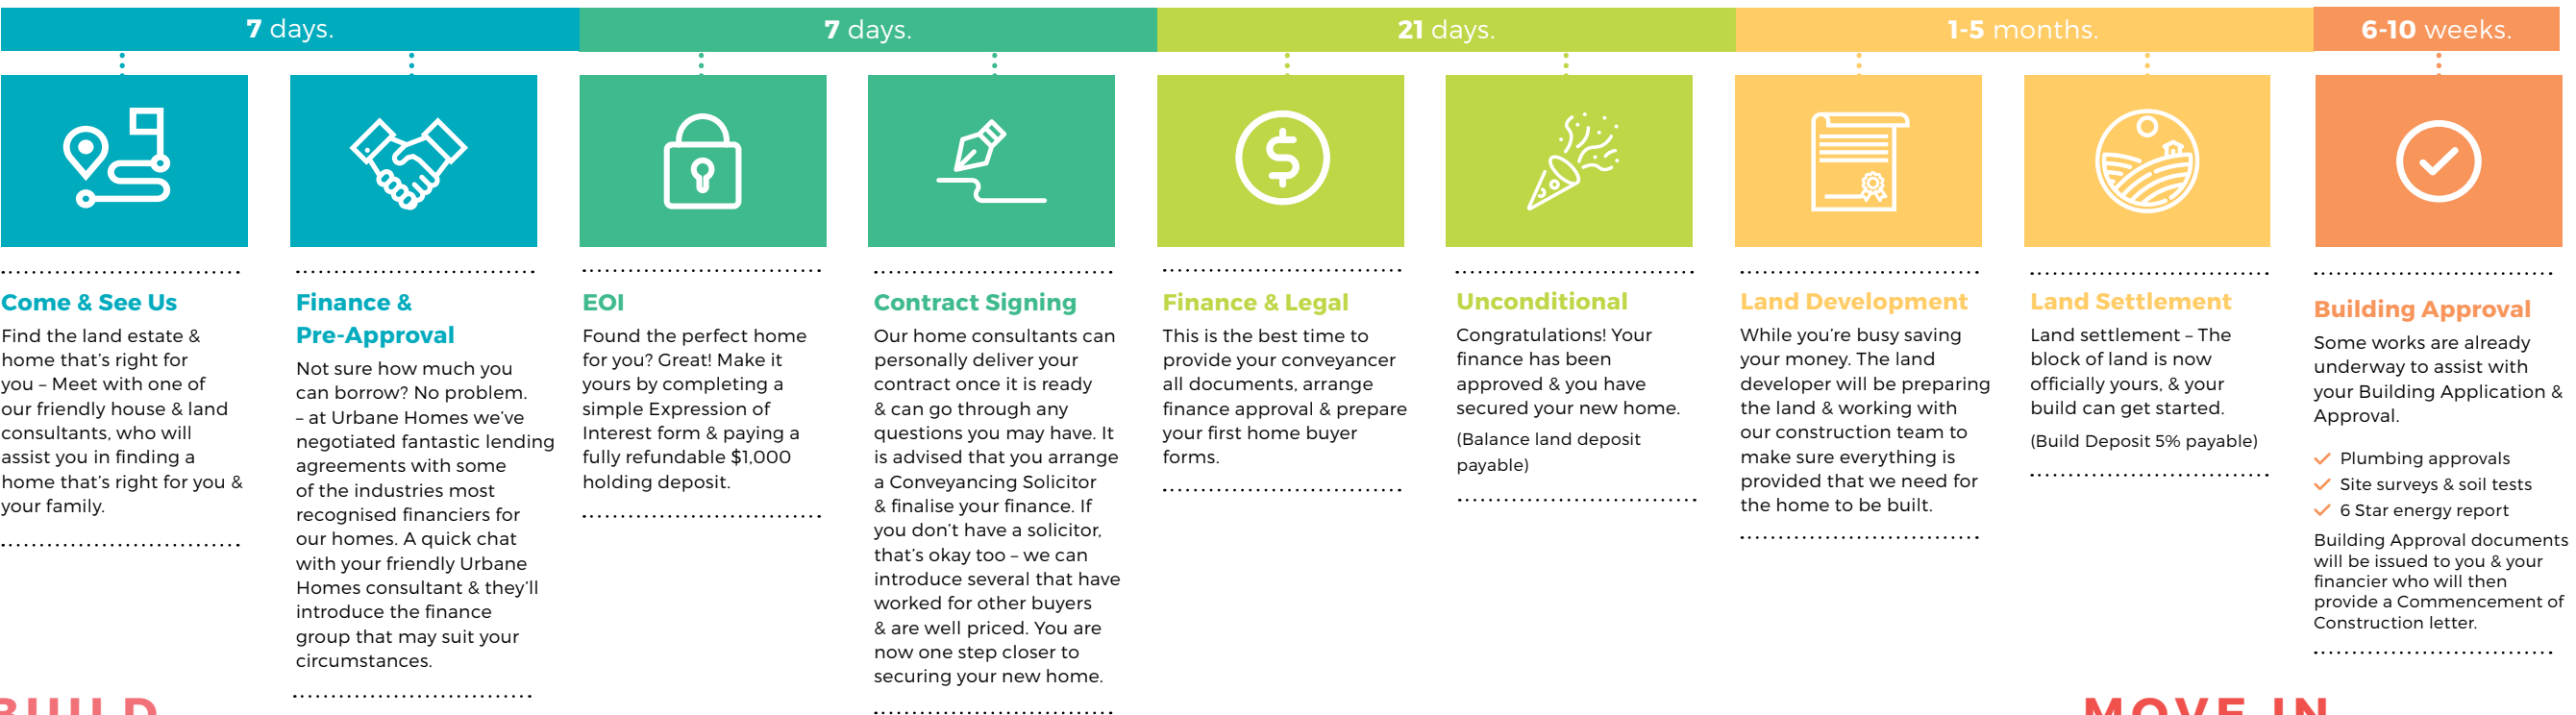 7 days.
7 days.
21 days.
1-5 months.
6-10 weeks.
Come & See Us
Find the land estate &
home that's right for
you – Meet with one of
our friendly house & land
consultants, who will
assist you in finding a
home that's right for you &
your family.
Finance &
Pre-Approval
Not sure how much you
can borrow? No problem.
– at Urbane Homes we've
negotiated fantastic lending
agreements with some
of the industries most
recognised financiers for
our homes. A quick chat
with your friendly Urbane
Homes consultant & they'll
introduce the finance
group that may suit your
circumstances.
EOI
Found the perfect home
for you? Great! Make it
yours by completing a
simple Expression of
Interest form & paying a
fully refundable $1,000
holding deposit.
Contract Signing
Our home consultants can
personally deliver your
contract once it is ready
& can go through any
questions you may have. It
is advised that you arrange
a Conveyancing Solicitor
& finalise your finance. If
you don't have a solicitor,
that's okay too – we can
introduce several that have
worked for other buyers
& are well priced. You are
now one step closer to
securing your new home.
Finance & Legal
This is the best time to
provide your conveyancer
all documents, arrange
finance approval & prepare
your first home buyer
forms.
Unconditional
Congratulations! Your
finance has been
approved & you have
secured your new home.
(Balance land deposit
payable)
Land Development
While you're busy saving
your money. The land
developer will be preparing
the land & working with
our construction team to
make sure everything is
provided that we need for
the home to be built.
Land Settlement
Land settlement – The
block of land is now
officially yours, & your
build can get started.
(Build Deposit 5% payable)
Building Approval
Some works are already
underway to assist with
your Building Application &
Approval.
Plumbing approvals
Site surveys & soil tests
6 Star energy report
Building Approval documents
will be issued to you & your
financier who will then
provide a Commencement of
Construction letter.
BUILD
MOVE IN